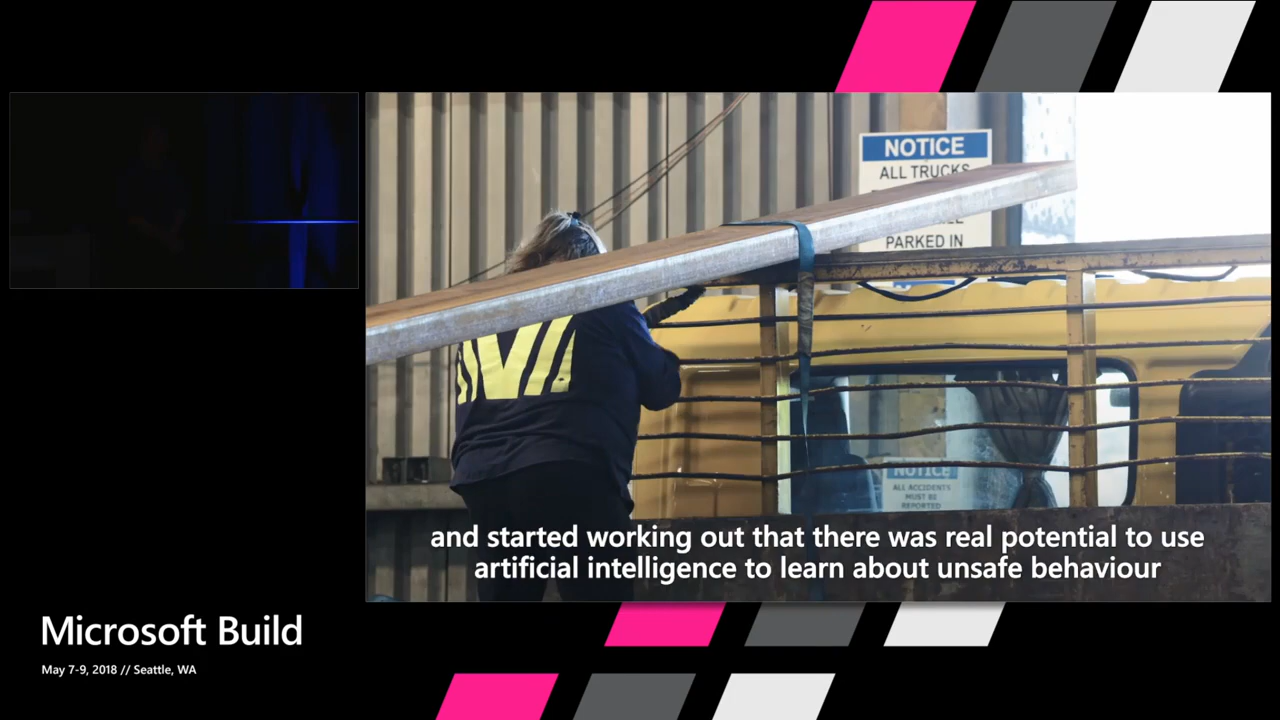 NOTICE
ALL TRUCKS
PARKED IN
NOTICE
ALL ACCIDENTS
MUST BE
REPORTED
and started working out that there was real potential to use
artificial intelligence to learn about unsafe behaviour
Microsoft Build
May 7-9, 2018 // Seattle, WA